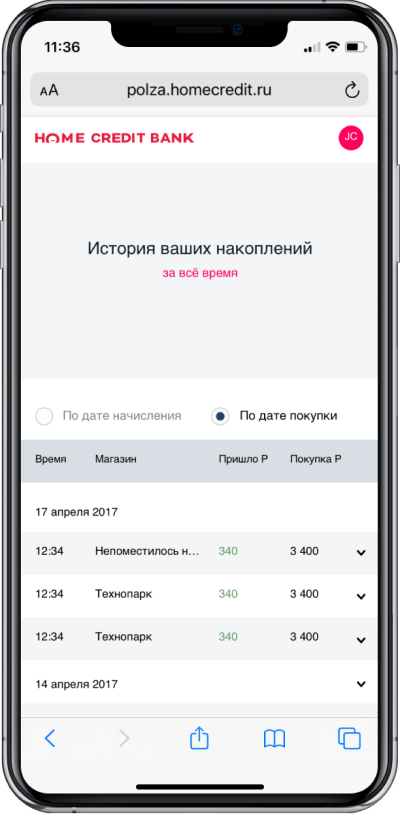 11:36
AA polza.homecredit.ru
HOME CREDIT BANK JC
История ваших накоплений
за всё время
По дате начисления По дате покупки
Время Магазин Пришло Р Покупка Р
17 апреля 2017
12:34 Непоместилось н... 340 3 400
12:34 Технопарк 340 3 400
12:34 Технопарк 340 3 400
14 апреля 2017